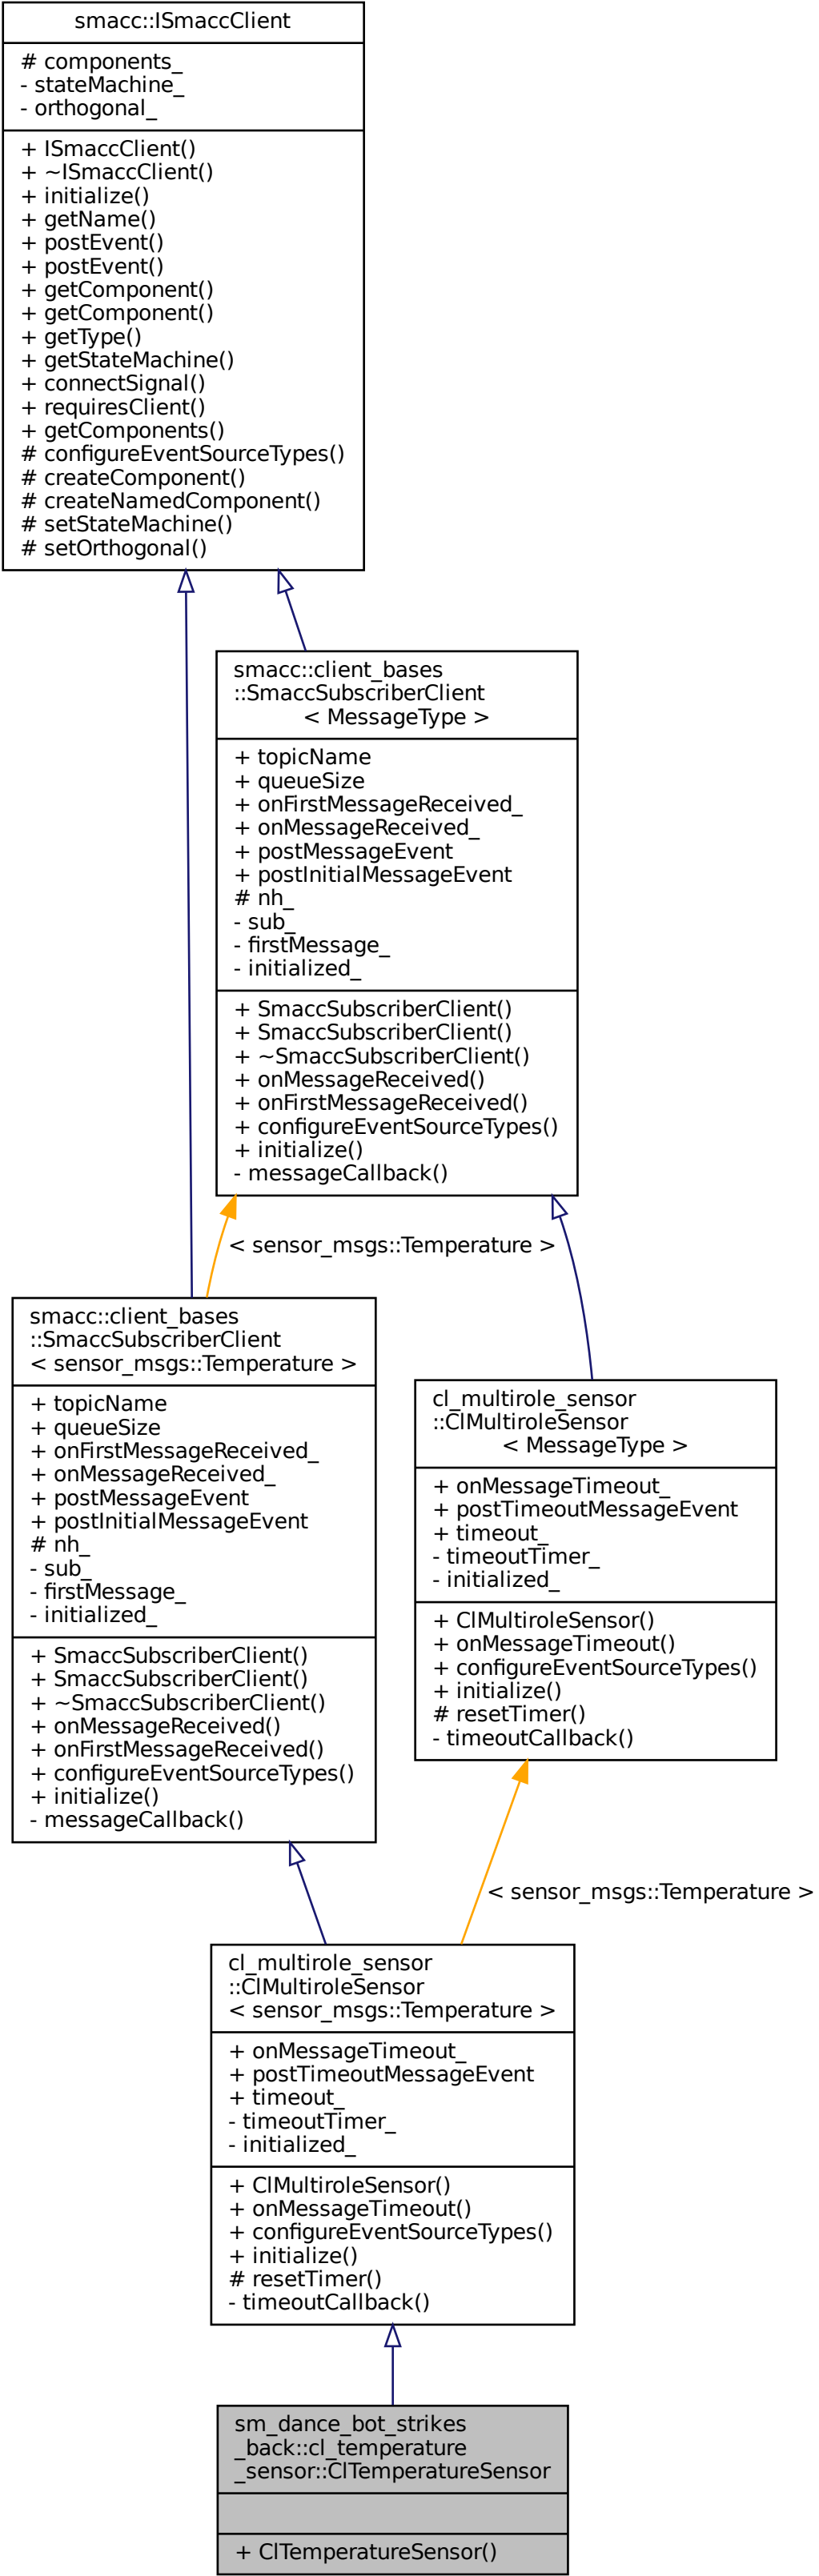 smacc::ISmaccClient
# components_
- stateMachine_
- orthogonal_
+ ISmaccClient()
+ ~ISmaccClient()
+ initialize()
+ getName()
+ postEvent()
+ postEvent()
+ getComponent()
+ getComponent()
+ getType()
+ getStateMachine()
+ connectSignal()
+ requiresClient()
+ getComponents()
# configureEventSourceTypes()
# createComponent()
# createNamedComponent()
# setStateMachine()
# setOrthogonal()
smacc::client_bases
::SmaccSubscriberClient
< MessageType >
+ topicName
+ queueSize
+ onFirstMessageReceived_
+ onMessageReceived_
+ postMessageEvent
+ postInitialMessageEvent
# nh_
- sub_
- firstMessage_
- initialized_
+ SmaccSubscriberClient()
+ SmaccSubscriberClient()
+ ~SmaccSubscriberClient()
+ onMessageReceived()
+ onFirstMessageReceived()
+ configureEventSourceTypes()
+ initialize()
- messageCallback()
< sensor_msgs::Temperature >
smacc::client_bases
::SmaccSubscriberClient
< sensor_msgs::Temperature >
+ topicName
+ queueSize
+ onFirstMessageReceived_
+ onMessageReceived_
+ postMessageEvent
+ postInitialMessageEvent
# nh_
- sub_
- firstMessage_
- initialized_
+ SmaccSubscriberClient()
+ SmaccSubscriberClient()
+ ~SmaccSubscriberClient()
+ onMessageReceived()
+ onFirstMessageReceived()
+ configureEventSourceTypes()
+ initialize()
- messageCallback()
cl_multirole_sensor
::ClMultiroleSensor
< MessageType >
+ onMessageTimeout_
+ postTimeoutMessageEvent
+ timeout_
- timeoutTimer_
- initialized_
+ ClMultiroleSensor()
+ onMessageTimeout()
+ configureEventSourceTypes()
+ initialize()
# resetTimer()
- timeoutCallback()
< sensor_msgs::Temperature >
cl_multirole_sensor
::ClMultiroleSensor
< sensor_msgs::Temperature >
+ onMessageTimeout_
+ postTimeoutMessageEvent
+ timeout_
- timeoutTimer_
- initialized_
+ ClMultiroleSensor()
+ onMessageTimeout()
+ configureEventSourceTypes()
+ initialize()
# resetTimer()
- timeoutCallback()
sm_dance_bot_strikes
_back::cl_temperature
_sensor::ClTemperatureSensor
+ ClTemperatureSensor()